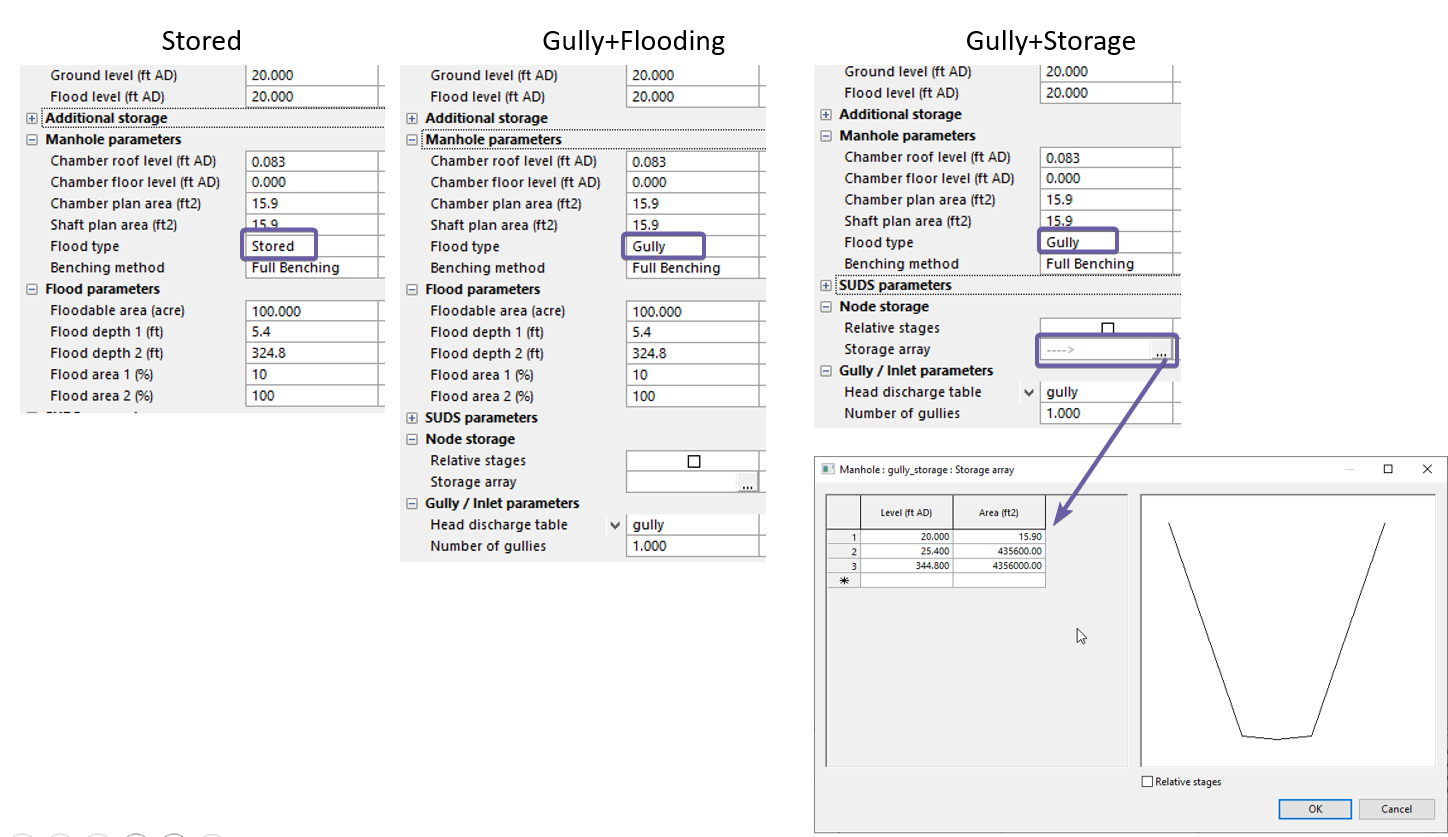 Stored
Ground level (ft AD) 20.000
Flood level (ft AD) 20.000
Additional storage
Manhole parameters
Chamber roof level (ft AD) 0.083
Chamber floor level (ft AD) 0.000
Chamber plan area (ft2) 15.9
Shaft plan area (ft2) 15.9
Flood type Stored
Benching method Full Benching
Flood parameters
Floodable area (acre) 100.000
Flood depth 1 (ft) 5.4
Flood depth 2 (ft) 324.8
Flood area 1 (%) 10
Flood area 2 (%) 100
Gully+Flooding
Ground level (ft AD) 20.000
Flood level (ft AD) 20.000
Additional storage
Manhole parameters
Chamber roof level (ft AD) 0.083
Chamber floor level (ft AD) 0.000
Chamber plan area (ft2) 15.9
Shaft plan area (ft2) 15.9
Flood type Gully
Benching method Full Benching
Flood parameters
Floodable area (acre) 100.000
Flood depth 1 (ft) 5.4
Flood depth 2 (ft) 324.8
Flood area 1 (%) 10
Flood area 2 (%) 100
SUDS parameters
Node storage
Relative stages
Storage array ...
Gully / Inlet parameters
Head discharge table gully
Number of gullies 1.000
Gully+Storage
Ground level (ft AD) 20.000
Flood level (ft AD) 20.000
Additional storage
Manhole parameters
Chamber roof level (ft AD) 0.083
Chamber floor level (ft AD) 0.000
Chamber plan area (ft2) 15.9
Shaft plan area (ft2) 15.9
Flood type Gully
Benching method Full Benching
SUDS parameters
Node storage
Relative stages
Storage array ----> ...
Gully / Inlet parameters
Head discharge table gully
Number of gullies 1.000
Manhole : gully_storage : Storage array
Level (ft AD) Area (ft2)
1 20.000 15.90
2 25.400 435600.00
3 344.800 4356000.00
Relative stages
OK Cancel